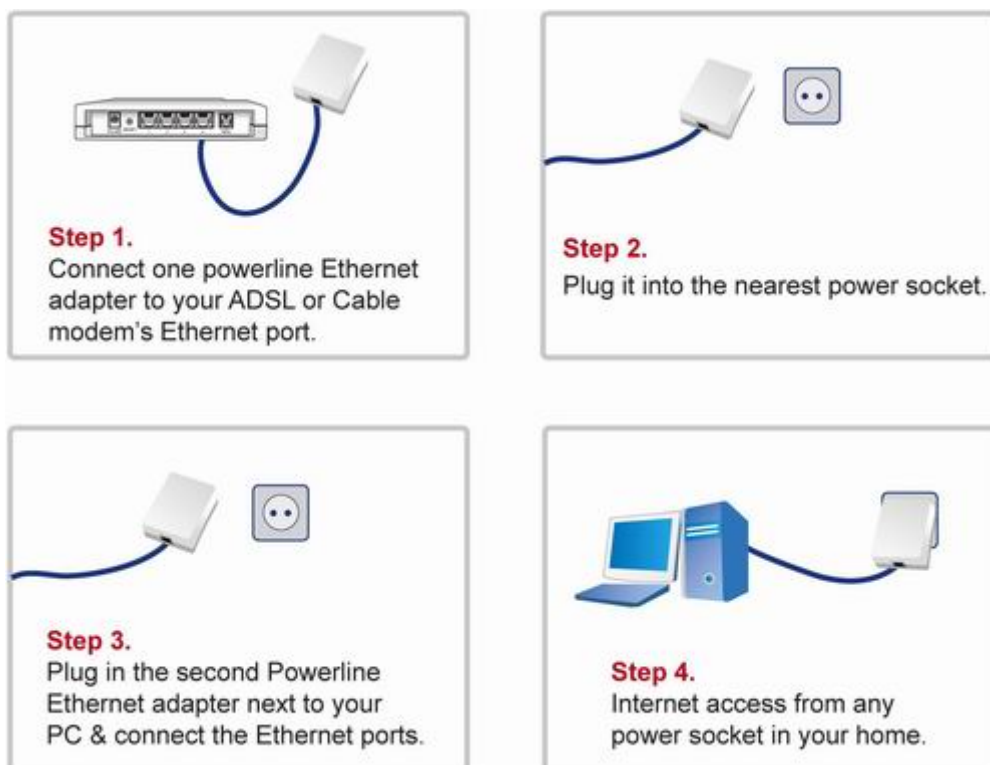 Step 1.
Connect one powerline Ethernet
adapter to your ADSL or Cable
modem's Ethernet port.
Step 2.
Plug it into the nearest power socket.
Step 3.
Plug in the second Powerline
Ethernet adapter next to your
PC & connect the Ethernet ports.
Step 4.
Internet access from any
power socket in your home.